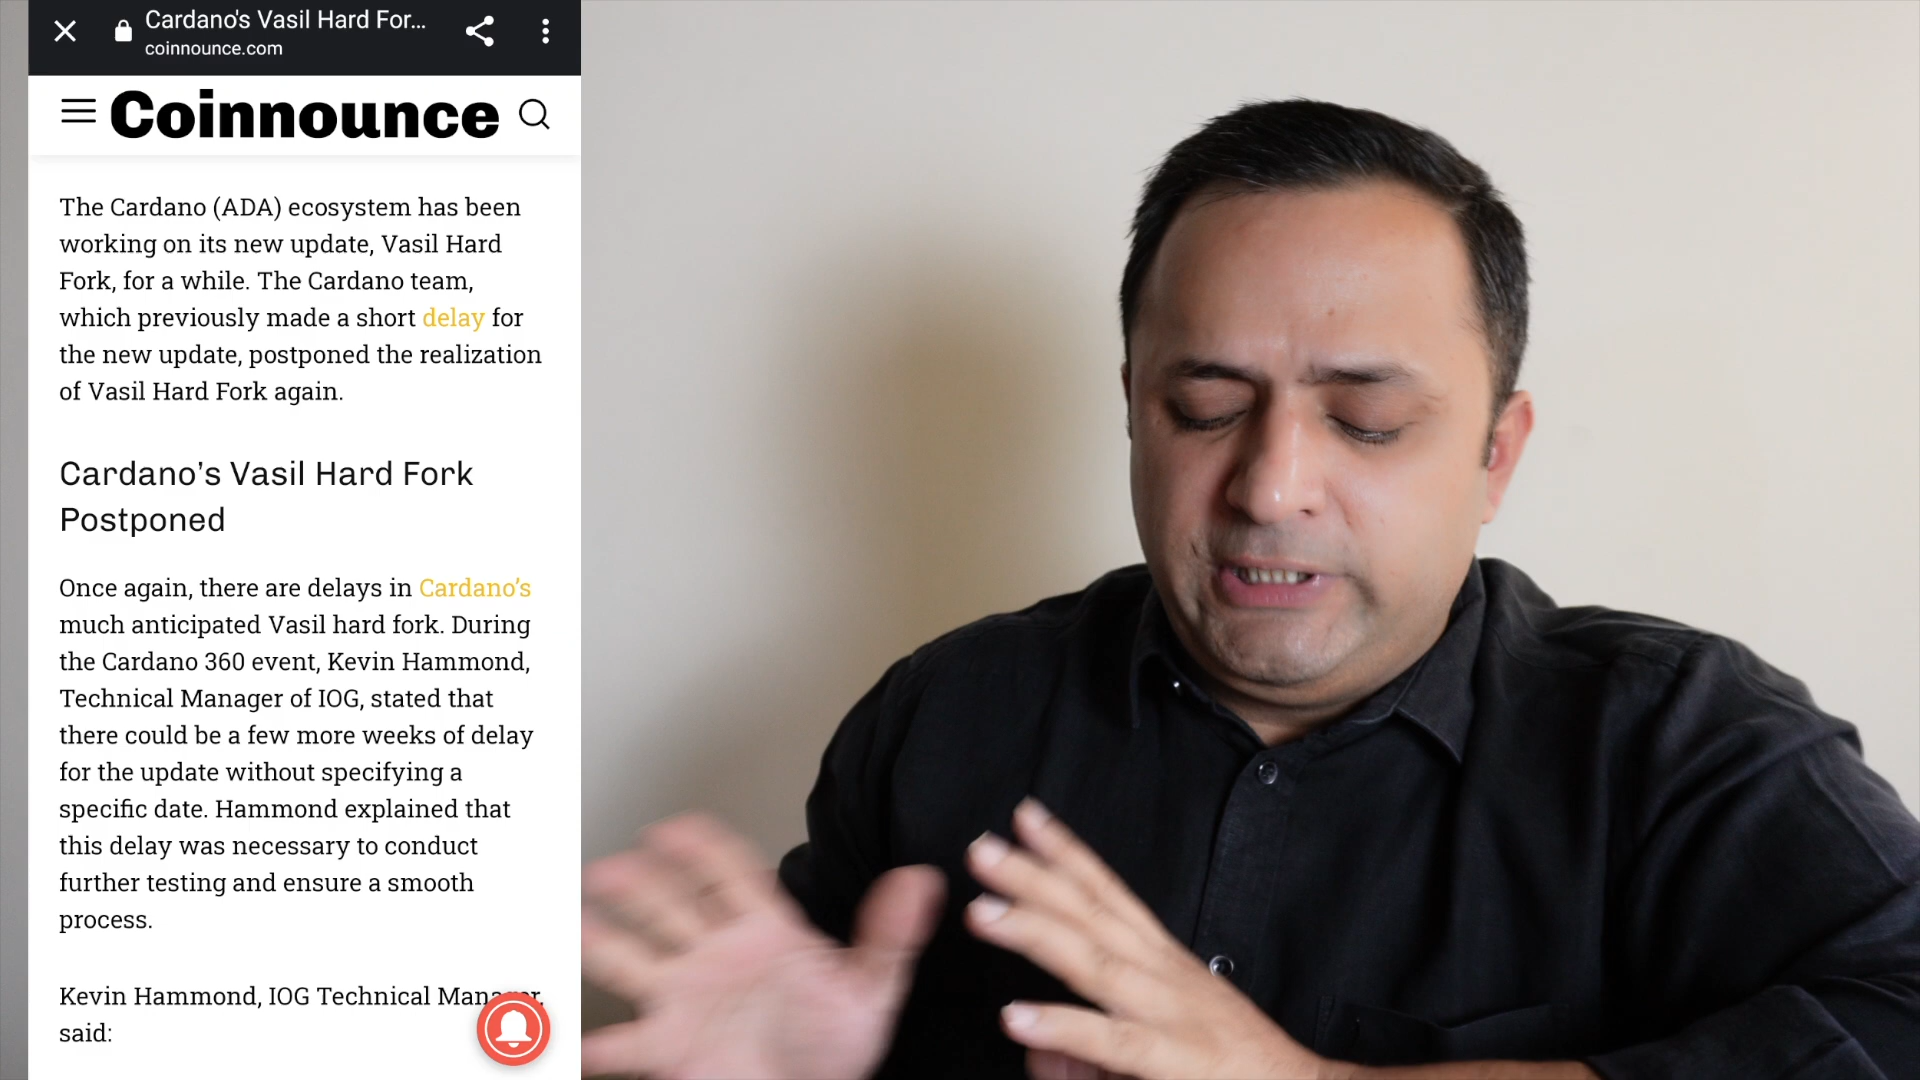 Cardano's Vasil Hard For...
coinnounce.com
Coinnounce
The Cardano (ADA) ecosystem has been
working on its new update, Vasil Hard
Fork, for a while. The Cardano team,
which previously made a short delay for
the new update, postponed the realization
of Vasil Hard Fork again.
Cardano’s Vasil Hard Fork
Postponed
Once again, there are delays in Cardano’s
much anticipated Vasil hard fork. During
the Cardano 360 event, Kevin Hammond,
Technical Manager of IOG, stated that
there could be a few more weeks of delay
for the update without specifying a
specific date. Hammond explained that
this delay was necessary to conduct
further testing and ensure a smooth
process.
Kevin Hammond, IOG Technical Manager,
said: